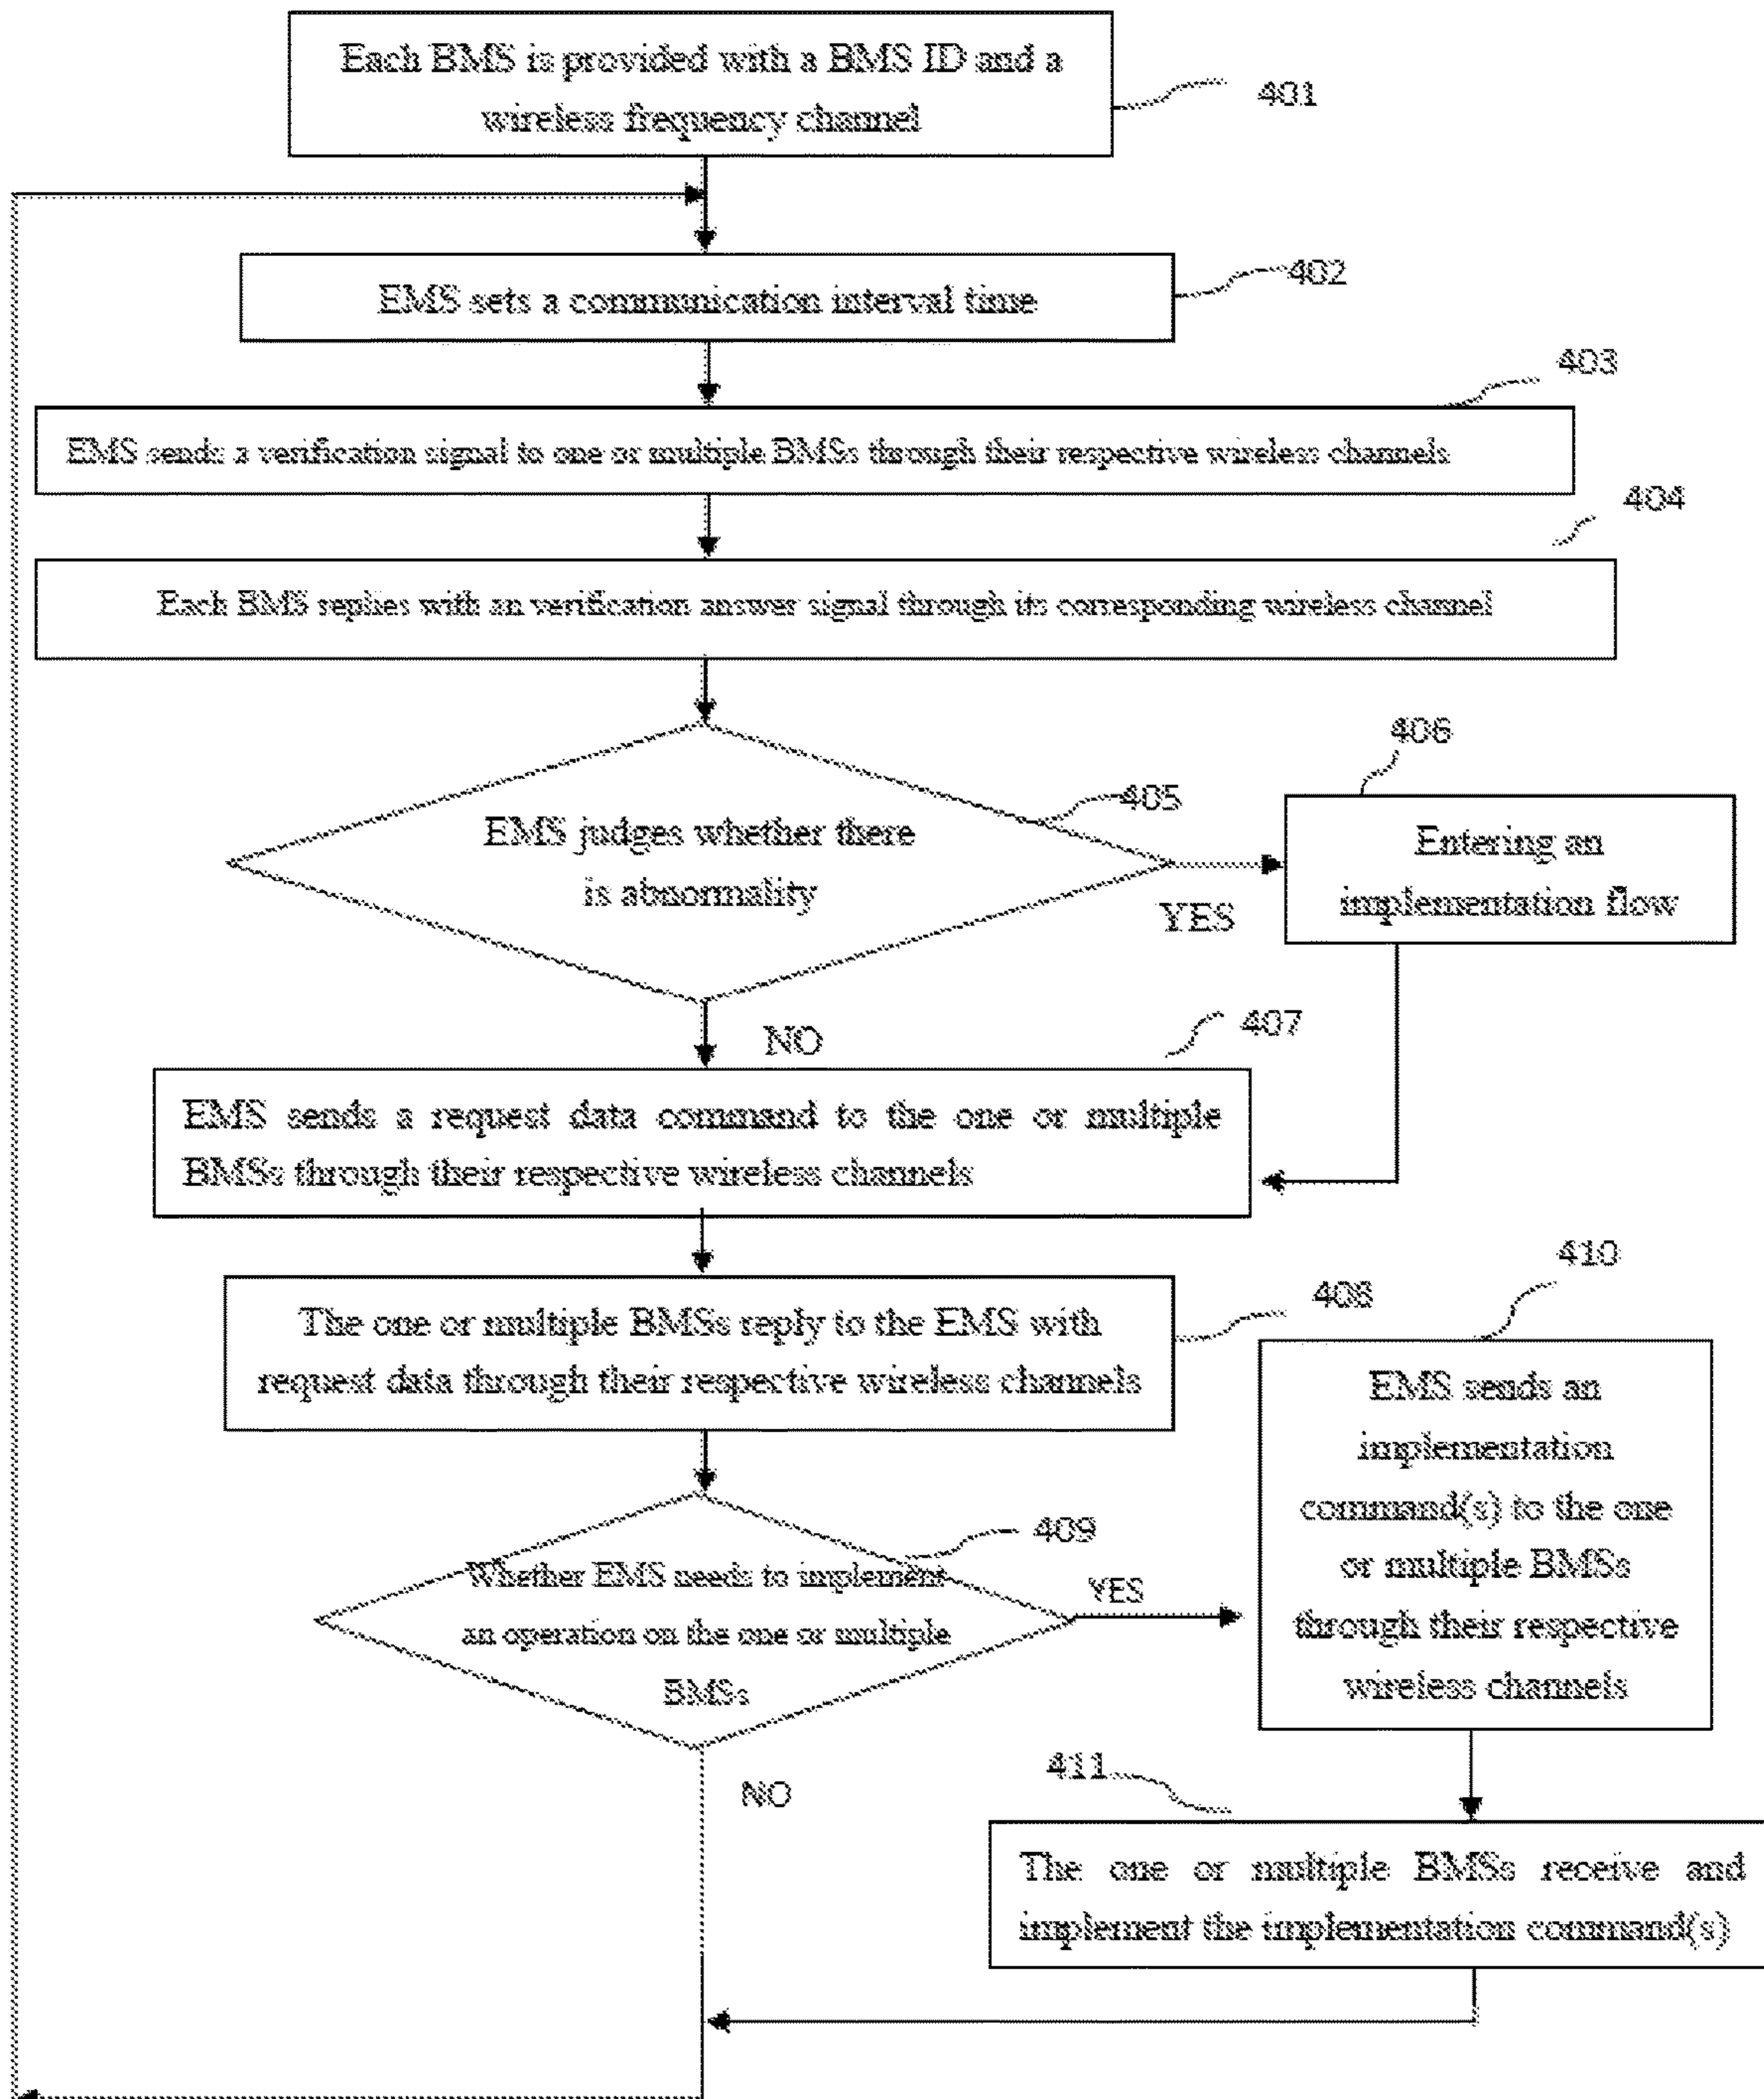 Each BMS is provided with a BMS ID and a
wireless frequency channel
401
EMS sets a communication interval time
402
403
EMS sends a verification signal to one or multiple BMSs through their respective wireless channels
404
Each BMS replies with an verification answer signal through its corresponding wireless channel
405
EMS judges whether there
is abnormality
YES
406
Entering an
implementation flow
NO
407
EMS sends a request data command to the one or multiple
BMSs through their respective wireless channels
408
The one or multiple BMSs reply to the EMS with
request data through their respective wireless channels
409
Whether EMS needs to implement
an operation on the one or multiple
BMSs
YES
410
EMS sends an
implementation
command(s) to the one
or multiple BMSs
through their respective
wireless channels
NO
411
The one or multiple BMSs receive and
implement the implementation command(s)